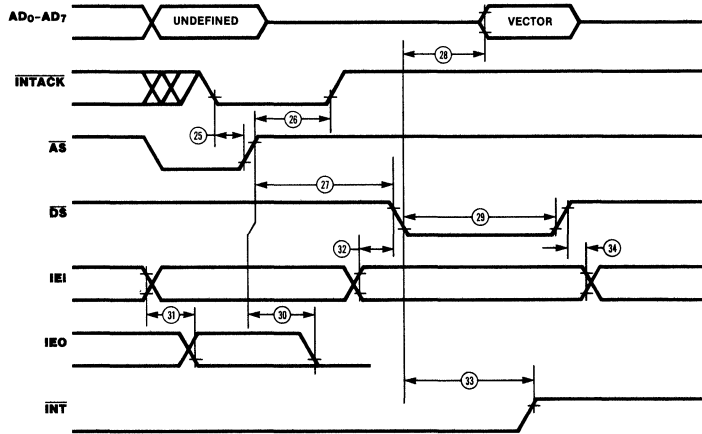 AD₀–AD₇
UNDEFINED
VECTOR
28
INTACK
25
26
AS
27
DS
29
32
34
IEI
31
30
IEO
33
INT